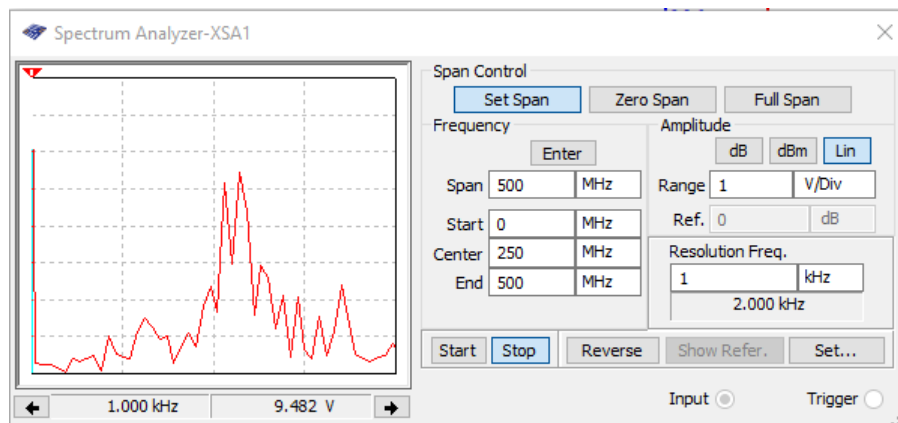 Spectrum Analyzer-XSA1
Span Control
Set Span Zero Span Full Span
Frequency
Enter
Span 500 MHz
Start 0 MHz
Center 250 MHz
End 500 MHz
Amplitude
dB dBm Lin
Range 1 V/Div
Ref. 0 dB
Resolution Freq.
1 kHz
2.000 kHz
Start Stop Reverse Show Refer. Set...
1.000 kHz 9.482 V
Input Trigger